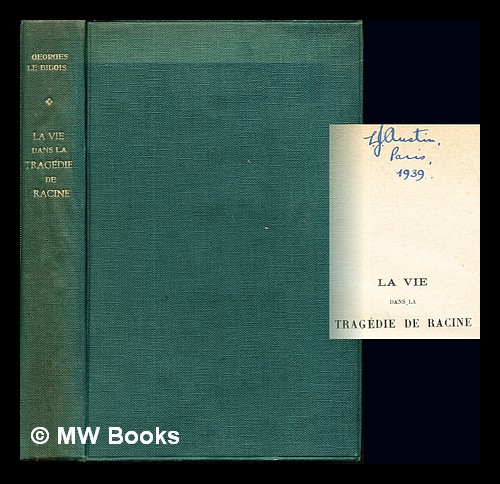 GEORGES
LE BIDOIS
LA VIE
DANS LA
TRAGÉDIE
DE
RACINE
LJAustin,
Paris,
1939.
LA VIE
DANS LA
TRAGÉDIE DE RACINE
© MW Books